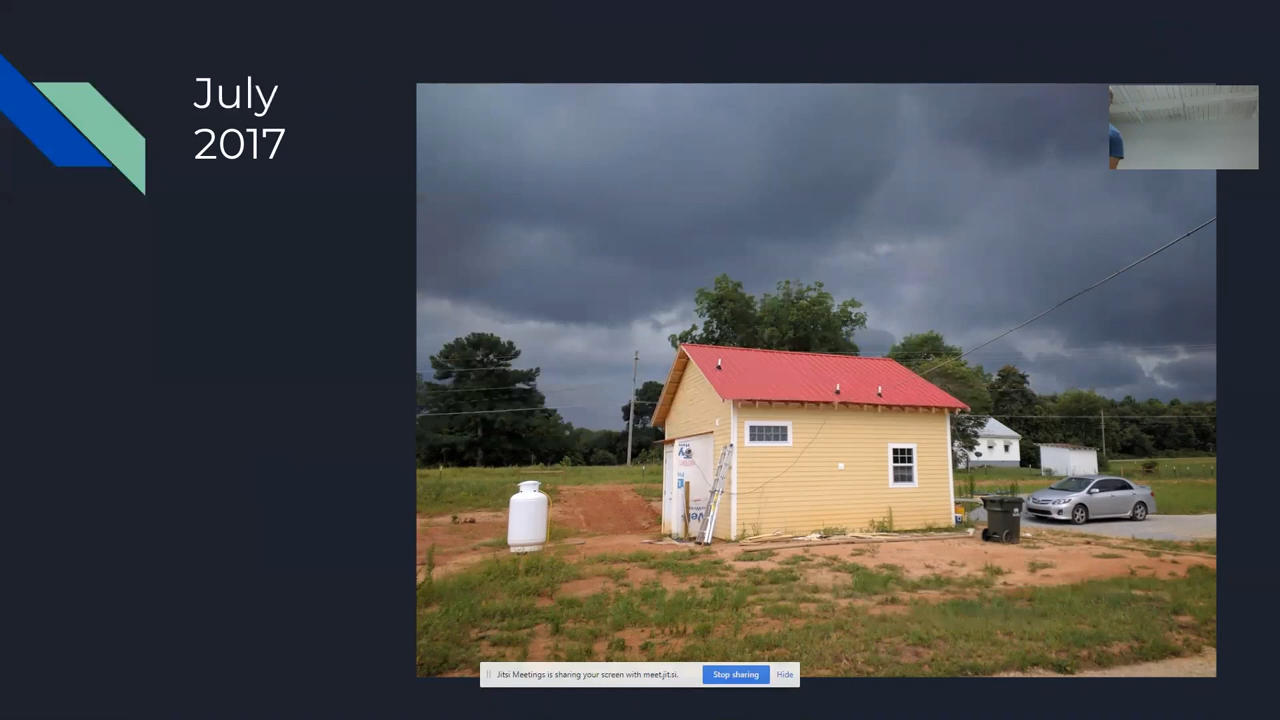 July
2017
Jitsi Meetings is sharing your screen with meet.jit.si.
Stop sharing
Hide